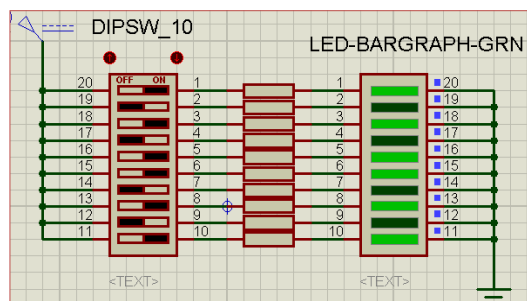 DIPSW_10
LED-BARGRAPH-GRN
OFF ON
20 1 1 20
19 2 2 19
18 3 3 18
17 4 4 17
16 5 5 16
15 6 6 15
14 7 7 14
13 8 8 13
12 9 9 12
11 10 10 11
<TEXT> <TEXT>